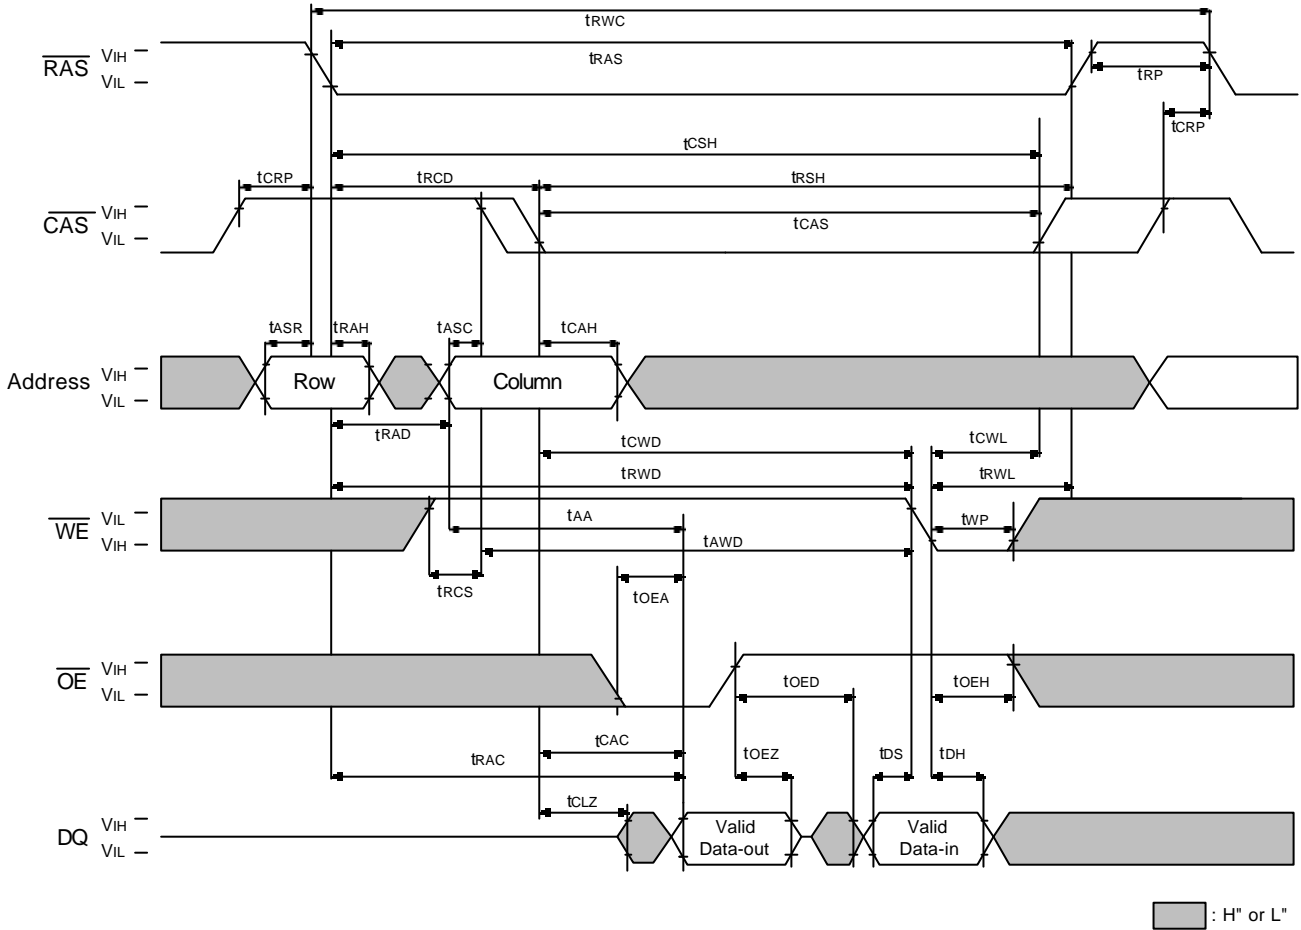 tRWC
RAS VIH
VIL
tRAS
tRP
tCRP
tCSH
tCRP tRCD tRSH
CAS VIH
VIL
tCAS
tASR tRAH tASC tCAH
Address VIH
VIL
Row Column
tRAD
tCWD tCWL
tRWD tRWL
WE VIL
VIH
tAA tWP
tAWD
tRCS tOEA
OE VIH
VIL
tOED tOEH
tCAC
tRAC tOEZ tDS tDH
tCLZ
DQ VIH
VIL
Valid
Data-out
Valid
Data-in
: H" or L"